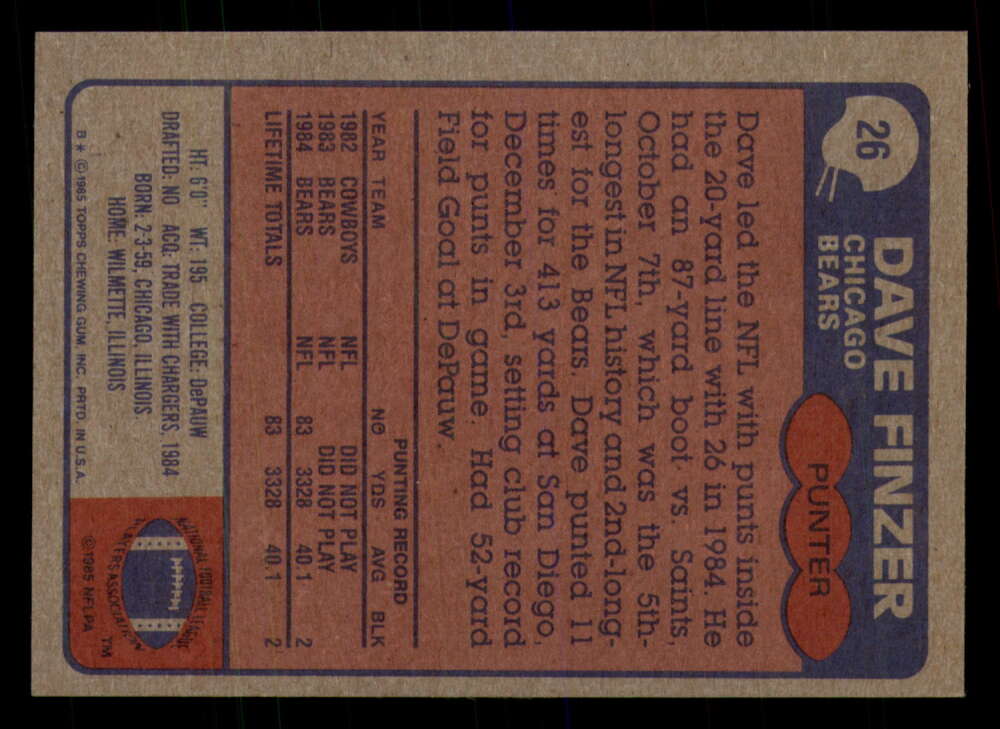 26
DAVE FINZER
CHICAGO
BEARS
PUNTER
Dave led the NFL with punts inside
the 20-yard line with 26 in 1984. He
had an 87-yard boot vs. Saints,
October 7th, which was the 5th-
longest in NFL history and 2nd-long-
est for the Bears. Dave punted 11
times for 413 yards at San Diego,
December 3rd, setting club record
for punts in game. Had 52-yard
Field Goal at DePauw.
PUNTING RECORD
YEAR TEAM NO YDS AVG BLK
1982 COWBOYS NFL DID NOT PLAY
1983 BEARS NFL DID NOT PLAY
1984 BEARS NFL 83 3328 40.1 2
LIFETIME TOTALS 83 3328 40.1 2
HT: 6'0" WT: 195 COLLEGE: DePAUW
DRAFTED: NO ACQ: TRADE WITH CHARGERS, 1984
BORN: 2-3-59, CHICAGO, ILLINOIS
HOME: WILMETTE, ILLINOIS
B * © 1985 TOPPS CHEWING GUM. INC. PRTD. IN U.S.A.
NATIONAL FOOTBALL LEAGUE
PLAYERS ASSOCIATION
TM
© 1985 NFLPA